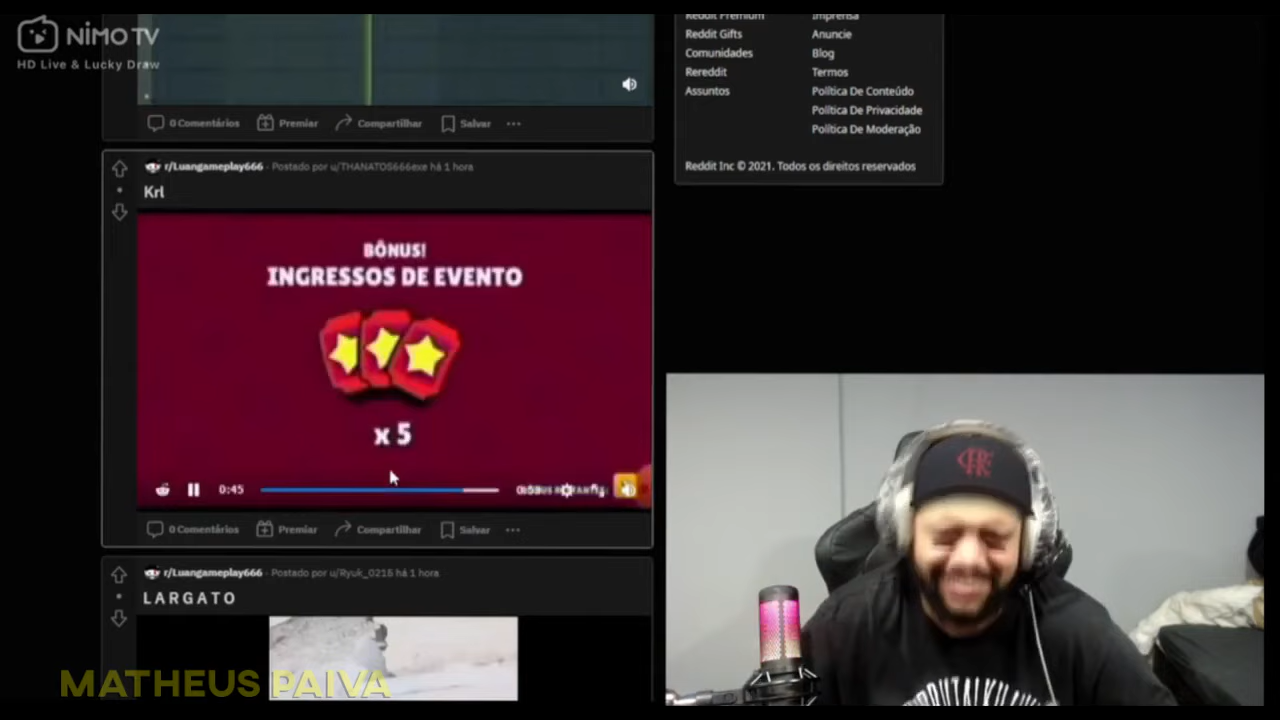 NIMO TV
HD Live & Lucky Draw
0 Comentários Premiar Compartilhar Salvar
r/Luangameplay666 · Postado por u/THANATOS666exe há 1 hora
Krl
BÔNUS!
INGRESSOS DE EVENTO
x 5
0:45
0 Comentários Premiar Compartilhar Salvar
r/Luangameplay666 · Postado por u/Ryuk_0215 há 1 hora
LARGATO
MATHEUS PAIVA
Reddit Premium Imprensa
Reddit Gifts Anuncie
Comunidades Blog
Rereddit Termos
Assuntos Política De Conteúdo
Política De Privacidade
Política De Moderação
Reddit Inc © 2021. Todos os direitos reservados
CRF